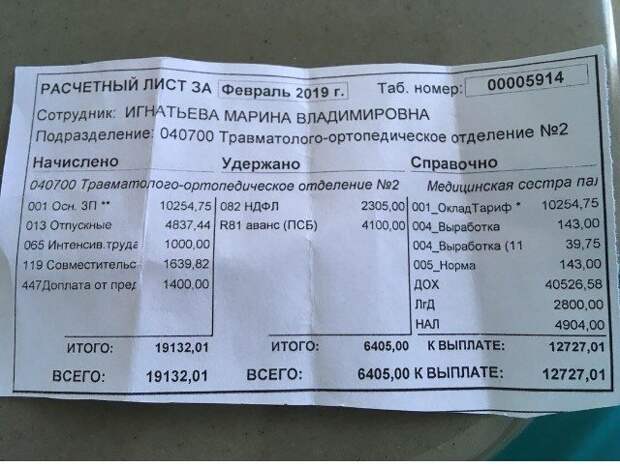 РАСЧЕТНЫЙ ЛИСТ ЗА Февраль 2019 г. Таб. номер: 00005914
Сотрудник: ИГНАТЬЕВА МАРИНА ВЛАДИМИРОВНА
Подразделение: 040700 Травматолого-ортопедическое отделение №2
Начислено Удержано Справочно
040700 Травматолого-ортопедическое отделение №2 Медицинская сестра пал
001 Осн. ЗП ** 10254,75 082 НДФЛ 2305,00 001_ОкладТариф * 10254,75
013 Отпускные 4837,44 R81 аванс (ПСБ) 4100,00 004_Выработка 143,00
065 Интенсив.труда 1000,00 004_Выработка (11 39,75
119 Совместительс 1639,82 005_Норма 143,00
447Доплата от пред 1400,00 ДОХ 40526,58
ЛгД 2800,00
НАЛ 4904,00
ИТОГО: 19132,01 ИТОГО: 6405,00 К ВЫПЛАТЕ: 12727,01
ВСЕГО: 19132,01 ВСЕГО: 6405,00 К ВЫПЛАТЕ: 12727,01